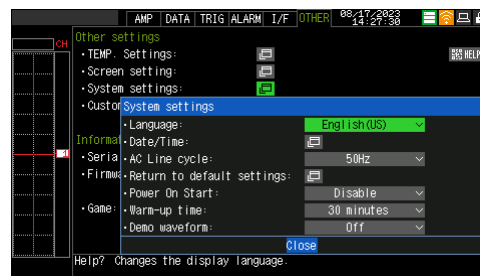 AMP DATA TRIG ALARM I/F OTHER 08/17/2023 14:27:30
CH
Other settings
・TEMP. Settings:
HELP
・Screen setting:
・System settings:
・Custom
System settings
・Language: English(US)
Informat
・Date/Time:
1
・Seria
・AC Line cycle: 50Hz
・Firmwa
・Return to default settings:
・Power On Start: Disable
・Game:
・Warm-up time: 30 minutes
・Demo waveform: Off
Close
Help? Changes the display language.